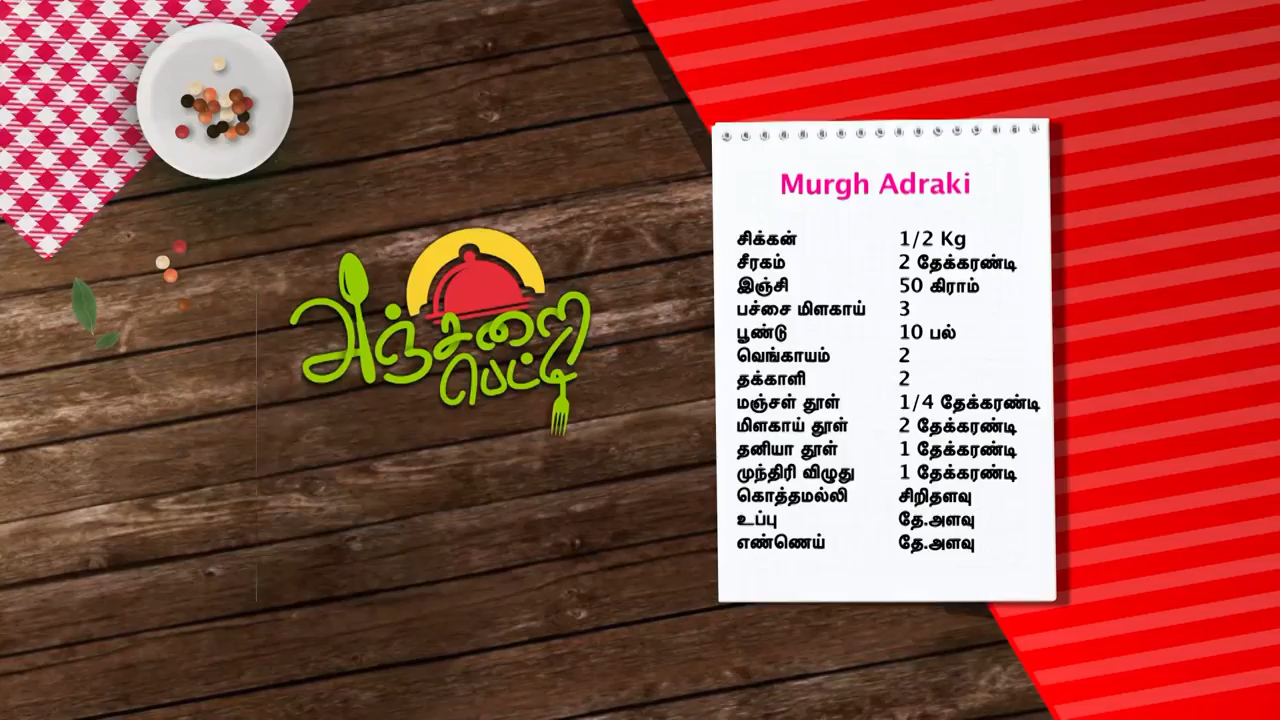 அஞ்சறை
பெட்டி
Murgh Adraki
சிக்கன் 1/2 Kg
சீரகம் 2 தேக்கரண்டி
இஞ்சி 50 கிராம்
பச்சை மிளகாய் 3
பூண்டு 10 பல்
வெங்காயம் 2
தக்காளி 2
மஞ்சள் தூள் 1/4 தேக்கரண்டி
மிளகாய் தூள் 2 தேக்கரண்டி
தனியா தூள் 1 தேக்கரண்டி
முந்திரி விழுது 1 தேக்கரண்டி
கொத்தமல்லி சிறிதளவு
உப்பு தே.அளவு
எண்ணெய் தே.அளவு